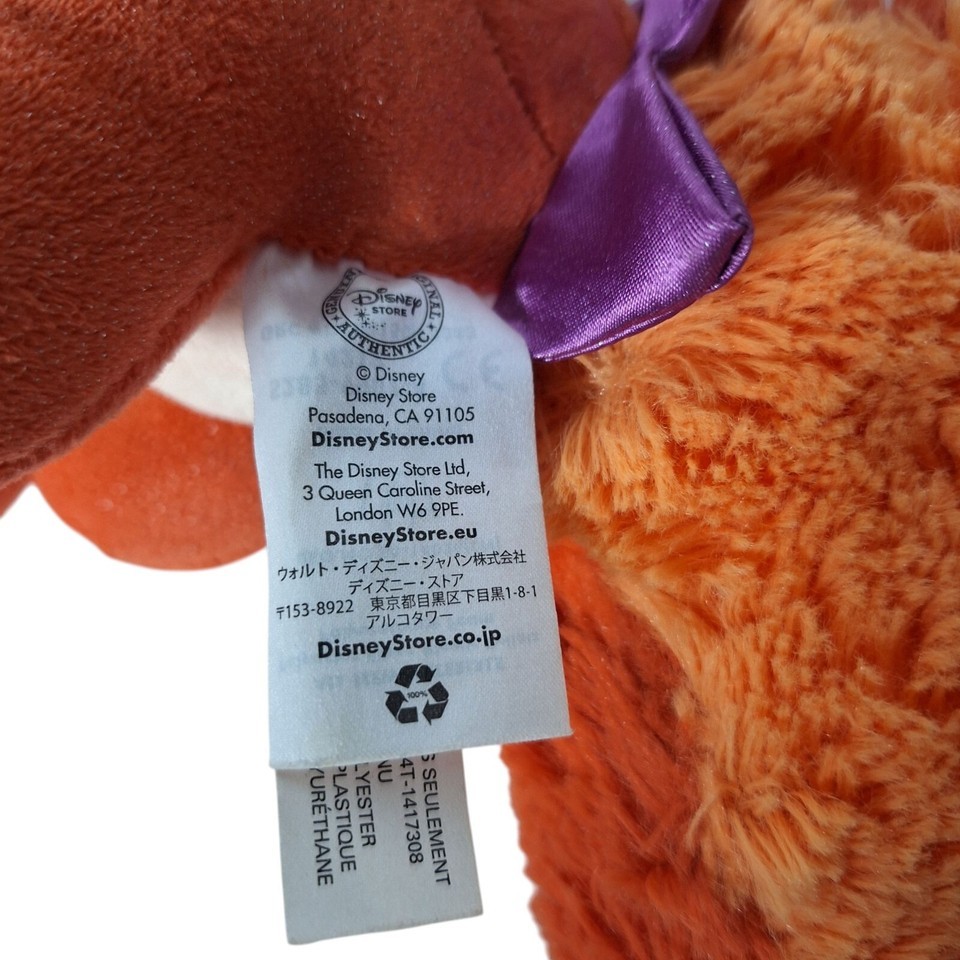 Disney
STORE
AUTHENTIC
© Disney
Disney Store
Pasadena, CA 91105
DisneyStore.com
The Disney Store Ltd,
3 Queen Caroline Street,
London W6 9PE.
DisneyStore.eu
ウォルト・ディズニー・ジャパン株式会社
ディズニー・ストア
〒153-8922 東京都目黒区下目黒1-8-1
アルコタワー
DisneyStore.co.jp
100%
SEULEMENT
4T-1417308
NU
YESTER
PLASTIQUE
YURÉTHANE